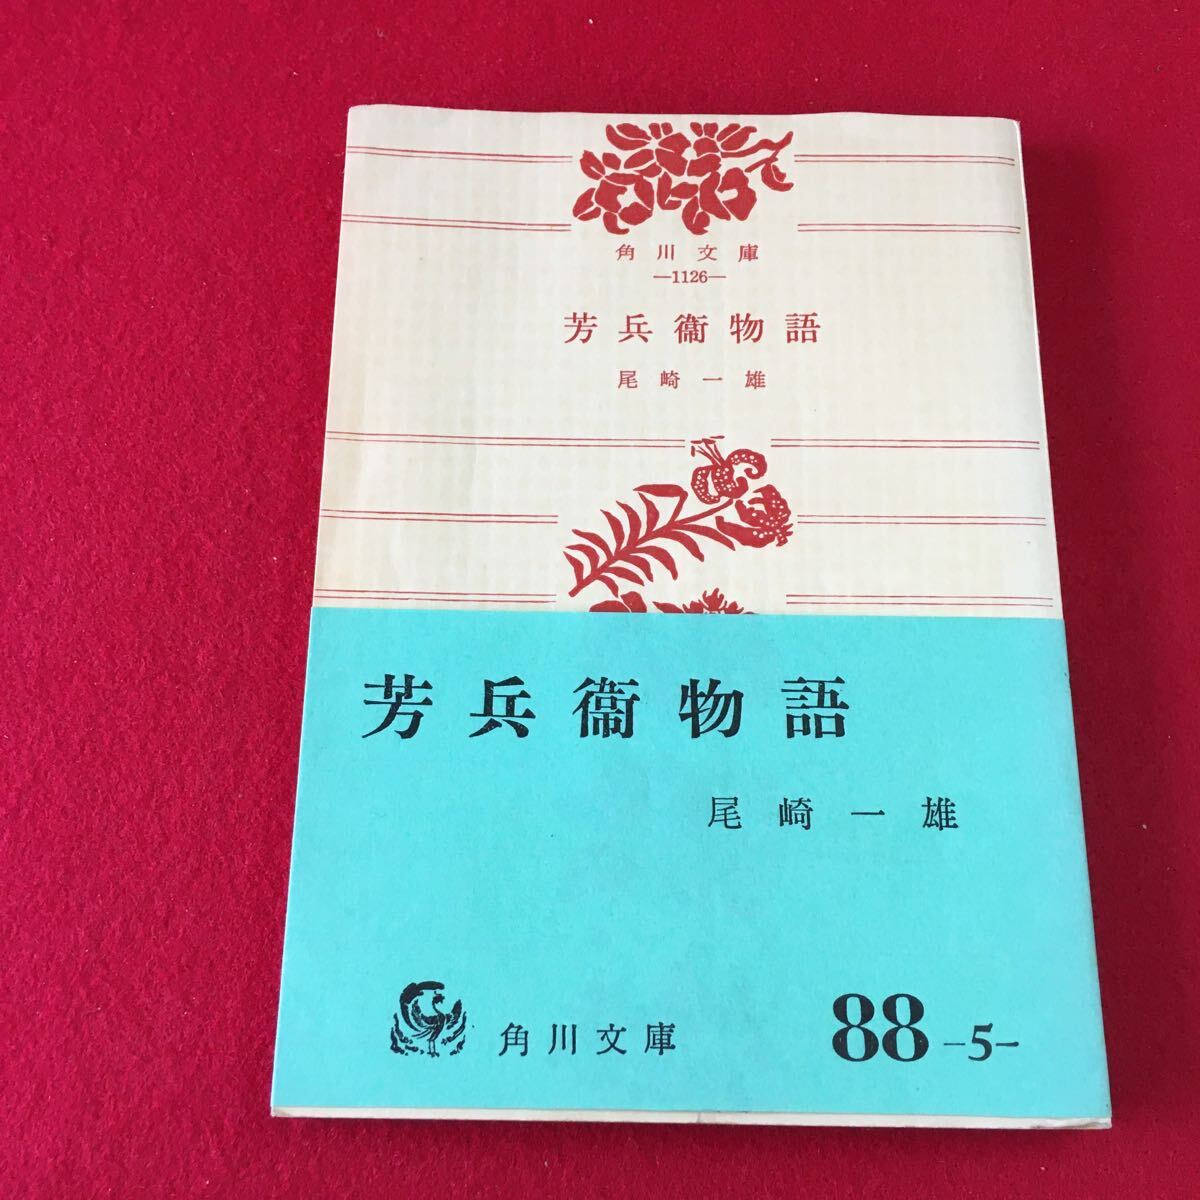 角川文庫
—1126—
芳兵衞物語
尾崎一雄
芳兵衞物語
尾崎一雄
角川文庫
88-5-